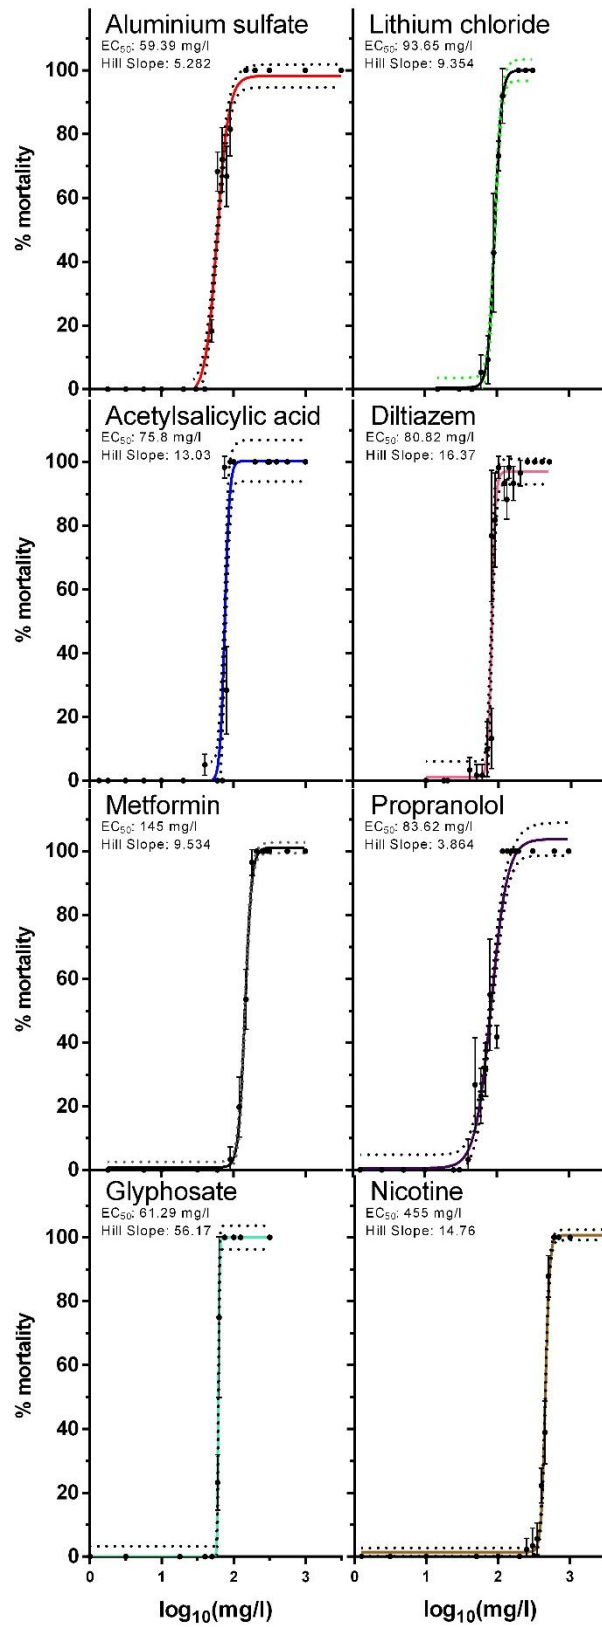 Aluminium sulfate
EC50: 59.39 mg/l
Hill Slope: 5.282
100
80
60
40
20
0
% mortality
Lithium chloride
EC50: 93.65 mg/l
Hill Slope: 9.354
Acetylsalicylic acid
EC50: 75.8 mg/l
Hill Slope: 13.03
100
80
60
40
20
0
% mortality
Diltiazem
EC50: 80.82 mg/l
Hill Slope: 16.37
Metformin
EC50: 145 mg/l
Hill Slope: 9.534
100
80
60
40
20
0
% mortality
Propranolol
EC50: 83.62 mg/l
Hill Slope: 3.864
Glyphosate
EC50: 61.29 mg/l
Hill Slope: 56.17
100
80
60
40
20
0
% mortality
0 1 2 3
log10(mg/l)
Nicotine
EC50: 455 mg/l
Hill Slope: 14.76
0 1 2 3
log10(mg/l)